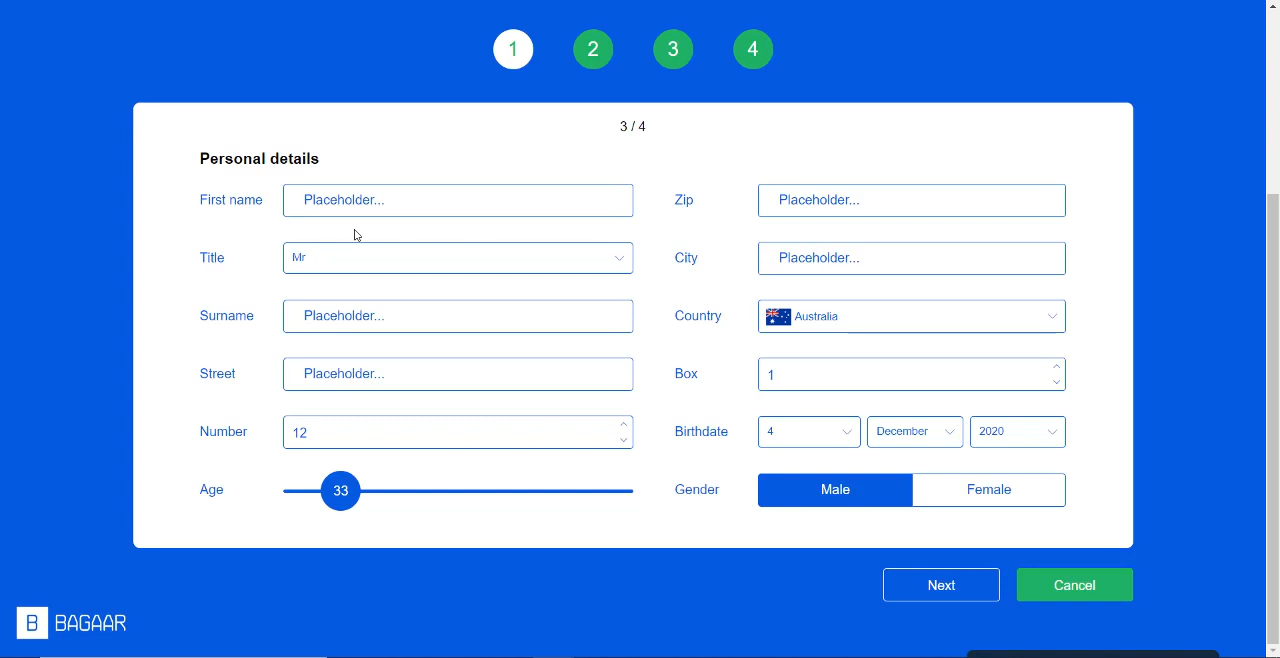 1 2 3 4
3 / 4
Personal details
First name Placeholder...
Title Mr
Surname Placeholder...
Street Placeholder...
Number 12
Age 33
Zip Placeholder...
City Placeholder...
Country Australia
Box 1
Birthdate 4 December 2020
Gender Male Female
Next Cancel
B BAGAAR